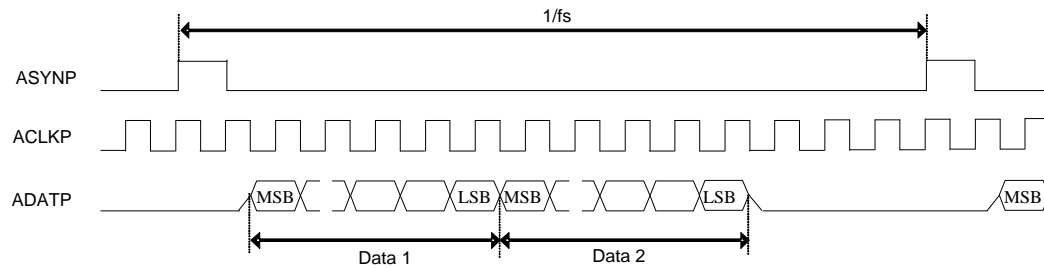 1/fs
ASYNP
ACLKP
ADATP
MSB LSB MSB LSB MSB
Data 1 Data 2